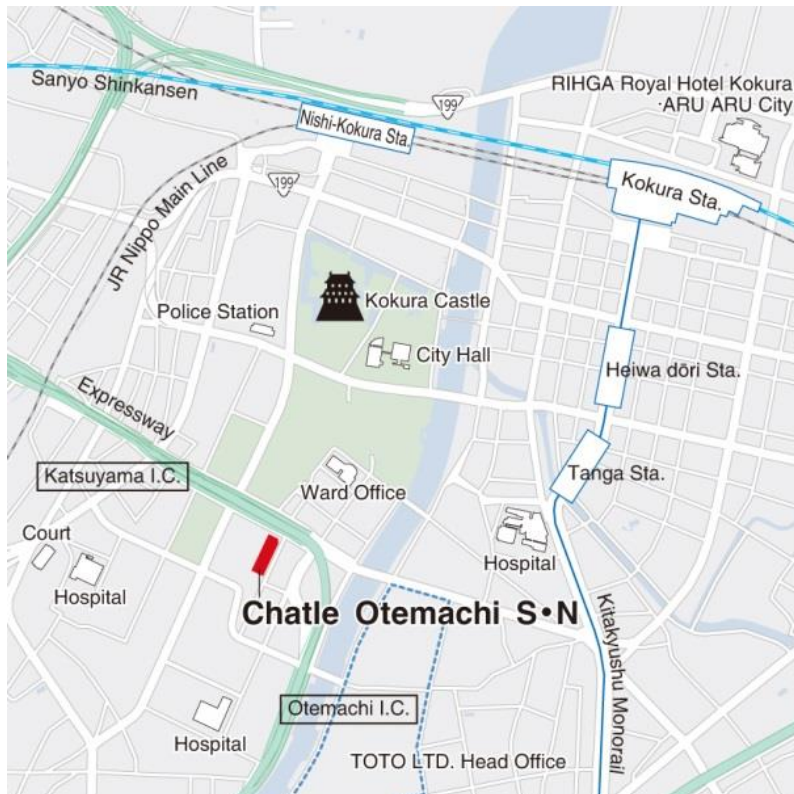 Sanyo Shinkansen
199
RIHGA Royal Hotel Kokura
·ARU ARU City
Nishi-Kokura Sta.
Kokura Sta.
199
JR Nippo Main Line
Kokura Castle
Police Station
City Hall
Heiwa dōri Sta.
Expressway
Katsuyama I.C.
Tanga Sta.
Ward Office
Court
Hospital
Hospital
Chatle Otemachi S•N
Kitakyushu Monorail
Otemachi I.C.
Hospital
TOTO LTD. Head Office